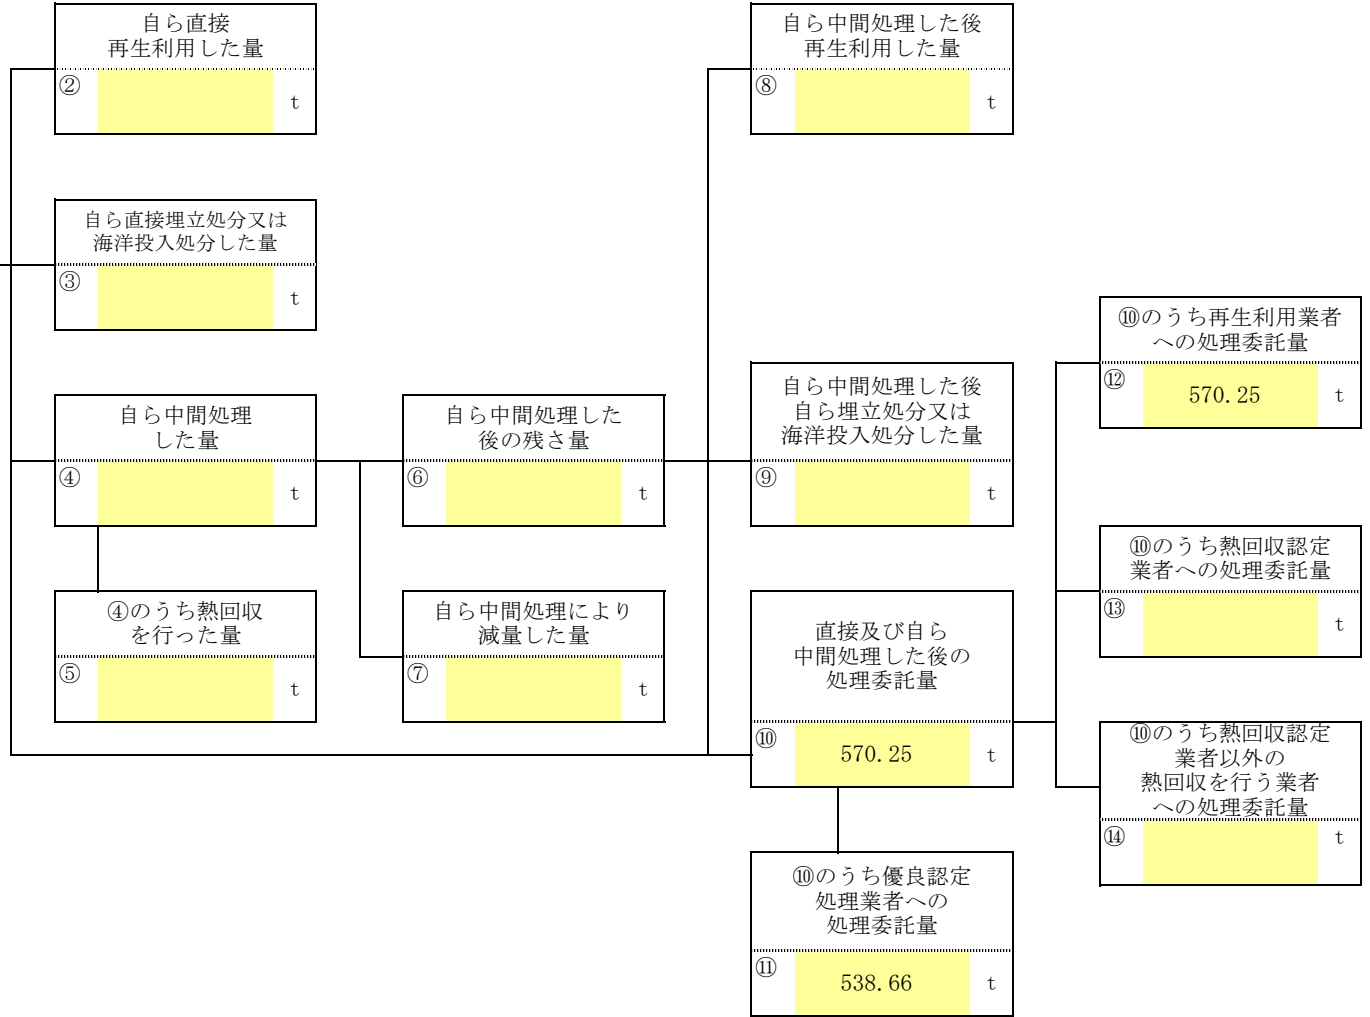 自ら直接
再生利用した量
②
t
自ら中間処理した後
再生利用した量
⑧
t
自ら直接埋立処分又は
海洋投入処分した量
③
t
⑩のうち再生利用業者
への処理委託量
⑫
570.25
t
自ら中間処理
した量
④
t
自ら中間処理した
後の残さ量
⑥
t
自ら中間処理した後
自ら埋立処分又は
海洋投入処分した量
⑨
t
⑩のうち熱回収認定
業者への処理委託量
⑬
t
④のうち熱回収
を行った量
⑤
t
自ら中間処理により
減量した量
⑦
t
直接及び自ら
中間処理した後の
処理委託量
⑩
570.25
t
⑩のうち熱回収認定
業者以外の
熱回収を行う業者
への処理委託量
⑭
t
⑩のうち優良認定
処理業者への
処理委託量
⑪
538.66
t